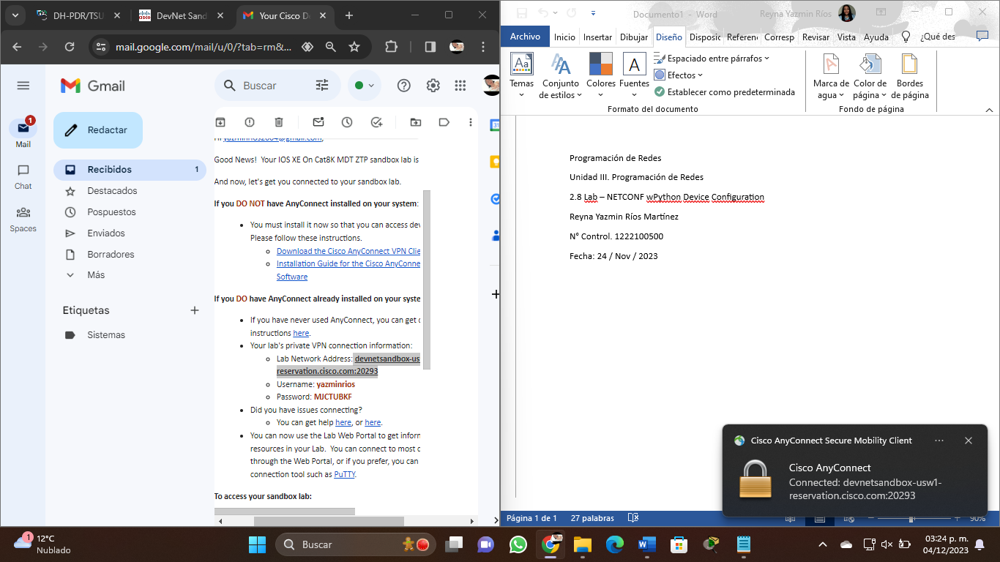 DH-PDR/TSU
DevNet Sand
Your Cisco De
mail.google.com/mail/u/0/?tab=rm&...
Gmail
Buscar
1
Mail
Chat
Spaces
Redactar
Recibidos 1
Destacados
Pospuestos
Enviados
Borradores
Más
Etiquetas
Sistemas
Hi yazminrios2004@gmail.com,
Good News! Your IOS XE On Cat8K MDT ZTP sandbox lab is
And now, let's get you connected to your sandbox lab.
If you DO NOT have AnyConnect installed on your system:
You must install it now so that you can access dev
Please follow these instructions.
Download the Cisco AnyConnect VPN Clie
Installation Guide for the Cisco AnyConne
Software
If you DO have AnyConnect already installed on your syste
If you have never used AnyConnect, you can get
instructions here.
Your lab's private VPN connection information:
Lab Network Address: devnetsandbox-us
reservation.cisco.com:20293
Username: yazminrios
Password: MJCTUBKF
Did you have issues connecting?
You can get help here, or here.
You can now use the Lab Web Portal to get inform
resources in your Lab. You can connect to most
through the Web Portal, or if you prefer, you can
connection tool such as PuTTY.
To access your sandbox lab:
31
Documento1 - Word
Reyna Yazmin Ríos
Archivo Inicio Insertar Dibujar Diseño Disposic Referenc Corresp Revisar Vista Ayuda ¿Qué des
Temas
Conjunto
de estilos
Colores
Fuentes
Espaciado entre párrafos
Efectos
Establecer como predeterminada
Marca de
agua
Color de
página
Bordes
de página
Formato del documento
Fondo de página
Programación de Redes
Unidad III. Programación de Redes
2.8 Lab – NETCONF wPython Device Configuration
Reyna Yazmin Ríos Martínez
N° Control. 1222100500
Fecha: 24 / Nov / 2023
Cisco AnyConnect Secure Mobility Client
Cisco AnyConnect
Connected: devnetsandbox-usw1-
reservation.cisco.com:20293
Página 1 de 1 27 palabras 90%
1
12°C
Nublado
Buscar
03:24 p. m.
04/12/2023